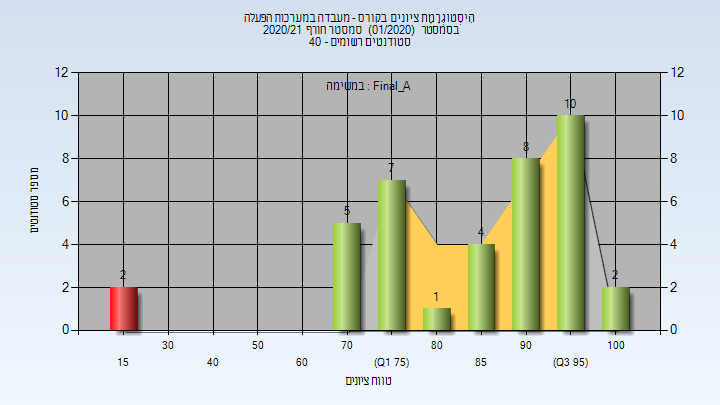 היסטוגרמת ציונים בקורס - מעבדה במערכות הפעלה
בסמסטר (01/2020) סמסטר חורף 2020/21
סטודנטים רשומים - 40
במשימה : Final_A
מספר סטודנטים
12 12
10 10
8 8
6 6
4 4
2 2
0 0
2
5
7
1
4
8
10
2
30 50 70 80 90 100
15 40 60 (Q1 75) 85 (Q3 95)
טווח ציונים